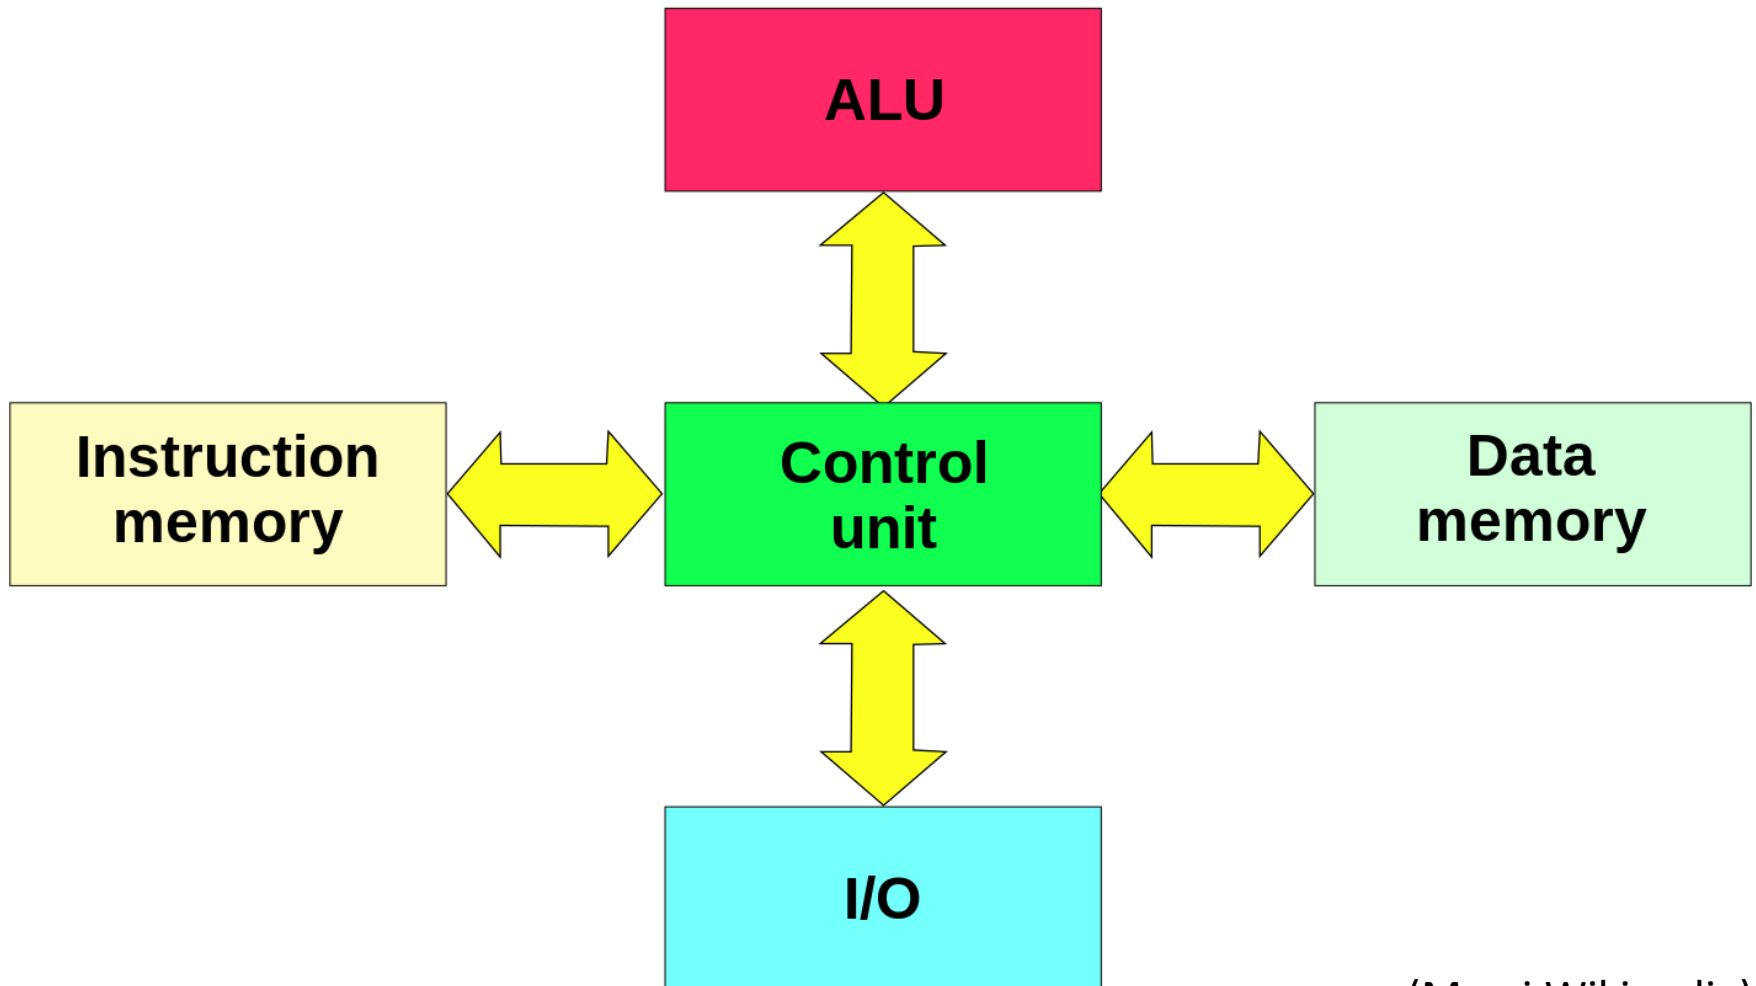 ALU
Instruction
memory
Control
unit
Data
memory
I/O